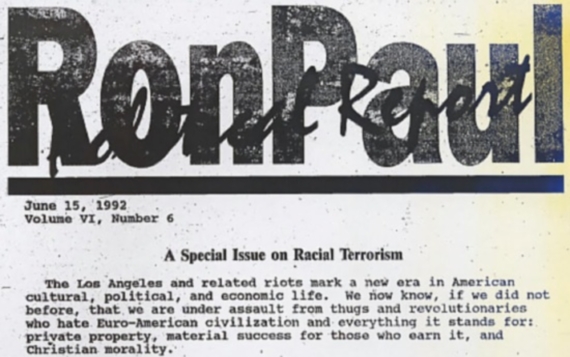 Ron Paul
Political Report
June 15, 1992
Volume VI, Number 6
A Special Issue on Racial Terrorism
The Los Angeles and related riots mark a new era in American
cultural, political, and economic life. We now know, if we did not
before, that we are under assault from thugs and revolutionaries
who hate Euro-American civilization and everything it stands for:
private property, material success for those who earn it, and
Christian morality.